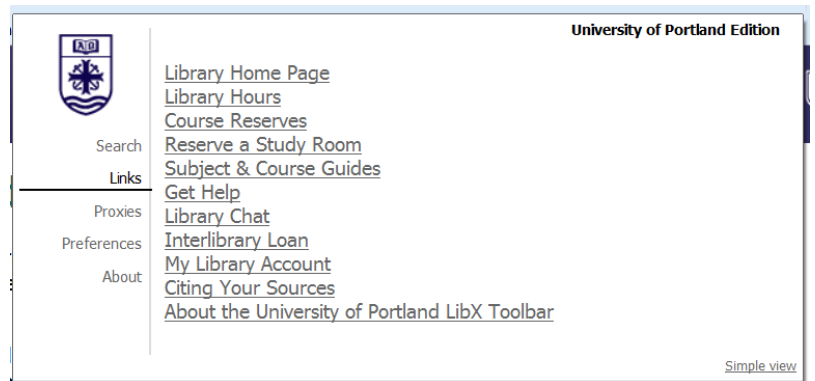 University of Portland Edition
AD
Search
Links
Proxies
Preferences
About
Library Home Page
Library Hours
Course Reserves
Reserve a Study Room
Subject & Course Guides
Get Help
Library Chat
Interlibrary Loan
My Library Account
Citing Your Sources
About the University of Portland LibX Toolbar
Simple view